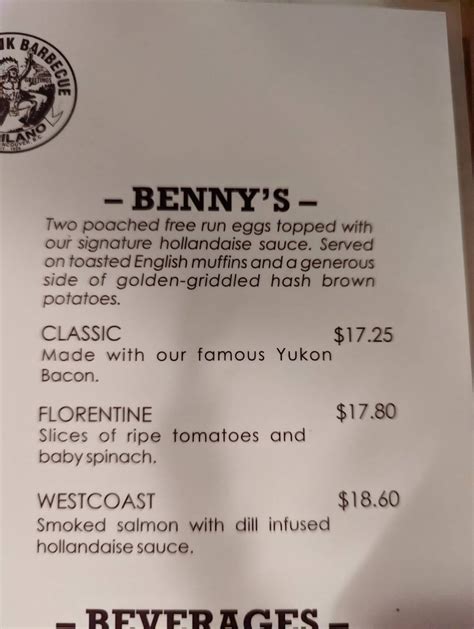 BARBECUE
MILANO
– BENNY'S –
Two poached free run eggs topped with
our signature hollandaise sauce. Served
on toasted English muffins and a generous
side of golden-griddled hash brown
potatoes.
CLASSIC $17.25
Made with our famous Yukon
Bacon.
FLORENTINE $17.80
Slices of ripe tomatoes and
baby spinach.
WESTCOAST $18.60
Smoked salmon with dill infused
hollandaise sauce.
– BEVERAGES –